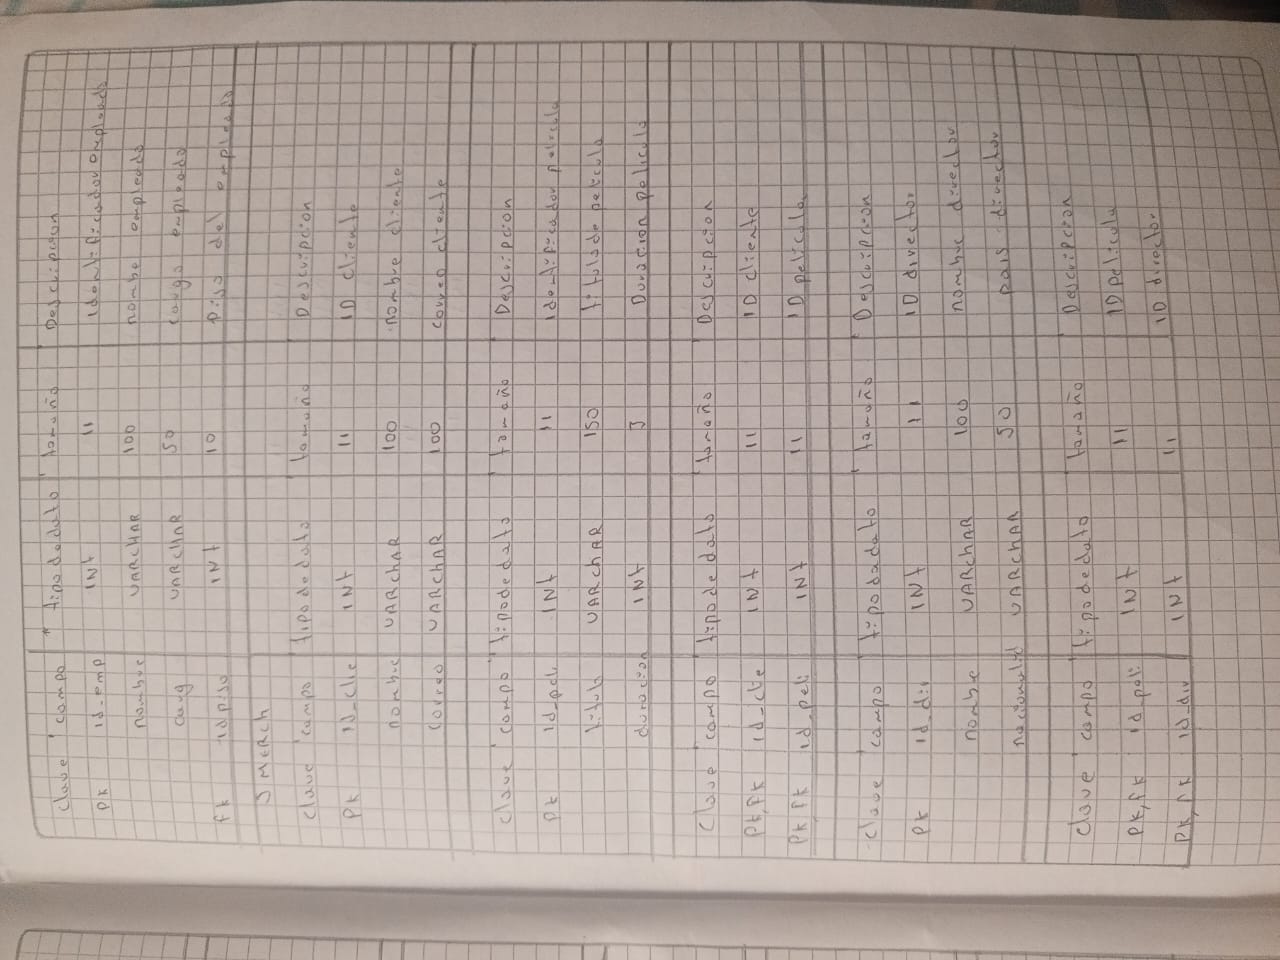 clave campo tipo de dato tamaño Descripcion
Pk id_emp INt 11 Identificador empleado
nombre VARCHAR 100 nombre empleado
carg VARCHAR 50 cargo empleado
fk id piso INt 10 piso del empleado
MERCH
clave campo tipo de dato tamaño Descripcion
Pk id_clie INt 11 ID cliente
nombre VARCHAR 100 nombre cliente
correo VARCHAR 100 correo cliente
clave campo tipo de dato tamaño Descripcion
Pk id_peli INt 11 Identificador pelicula
titulo VARCHAR 150 titulo de pelicula
duracion INt 3 Duracion pelicula
clave campo tipo de dato tamaño Descripcion
Pk, fk id_clie INt 11 ID cliente
Pk, fk id_peli INt 11 ID pelicula
clave campo tipo dato tamaño Descripcion
Pk id_dir INt 11 ID director
nombre VARCHAR 100 nombre director
nacionalid VARCHAR 50 pais director
clave campo tipo de dato tamaño Descripcion
Pk, fk id_peli INt 11 ID pelicula
Pk, fk id_dir INt 11 ID director